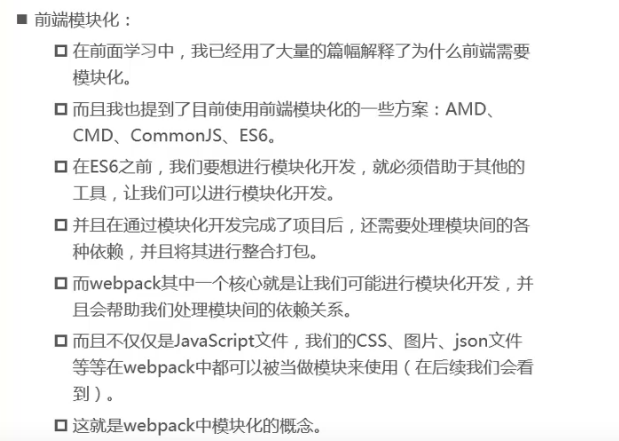 ■ 前端模块化：
□ 在前面学习中，我已经用了大量的篇幅解释了为什么前端需要
模块化。
□ 而且我也提到了目前使用前端模块化的一些方案：AMD、
CMD、CommonJS、ES6。
□ 在ES6之前，我们要想进行模块化开发，就必须借助于其他的
工具，让我们可以进行模块化开发。
□ 并且在通过模块化开发完成了项目后，还需要处理模块间的各
种依赖，并且将其进行整合打包。
□ 而webpack其中一个核心就是让我们可能进行模块化开发，并
且会帮助我们处理模块间的依赖关系。
□ 而且不仅仅是JavaScript文件，我们的CSS、图片、json文件
等等在webpack中都可以被当做模块来使用（在后续我们会看
到）。
□ 这就是webpack中模块化的概念。